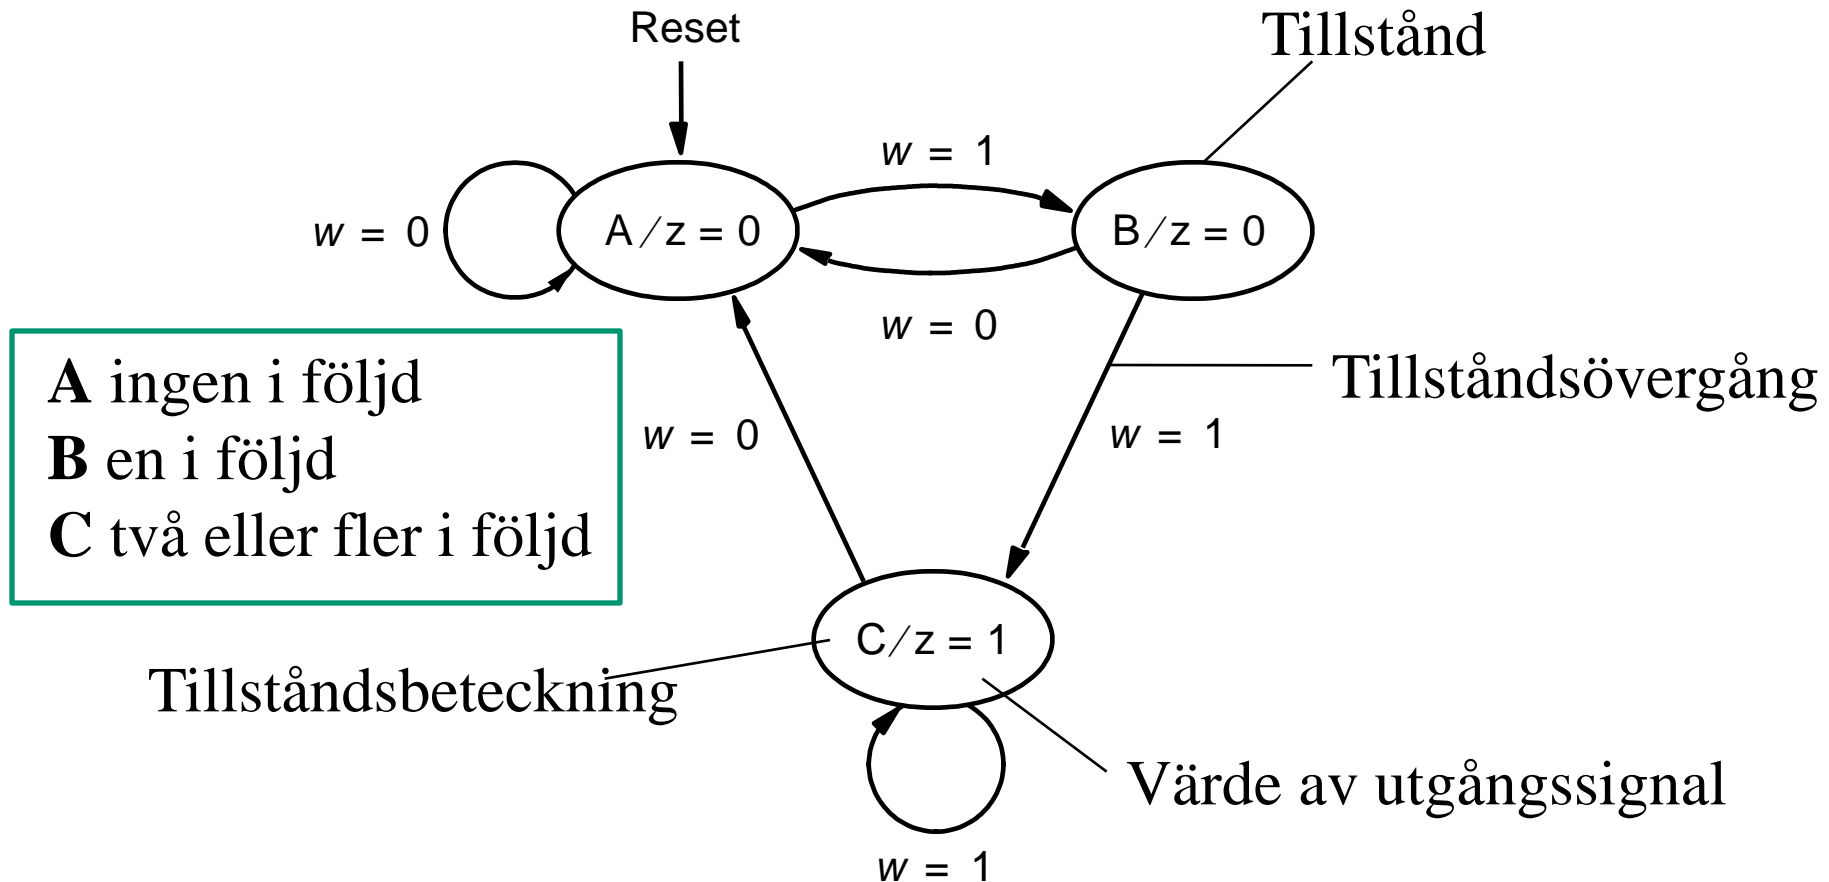 Reset
Tillstånd
w = 1
w = 0
A/z = 0
B/z = 0
w = 0
A ingen i följd
B en i följd
C två eller fler i följd
Tillståndsövergång
w = 0
w = 1
C/z = 1
Tillståndsbeteckning
Värde av utgångssignal
w = 1